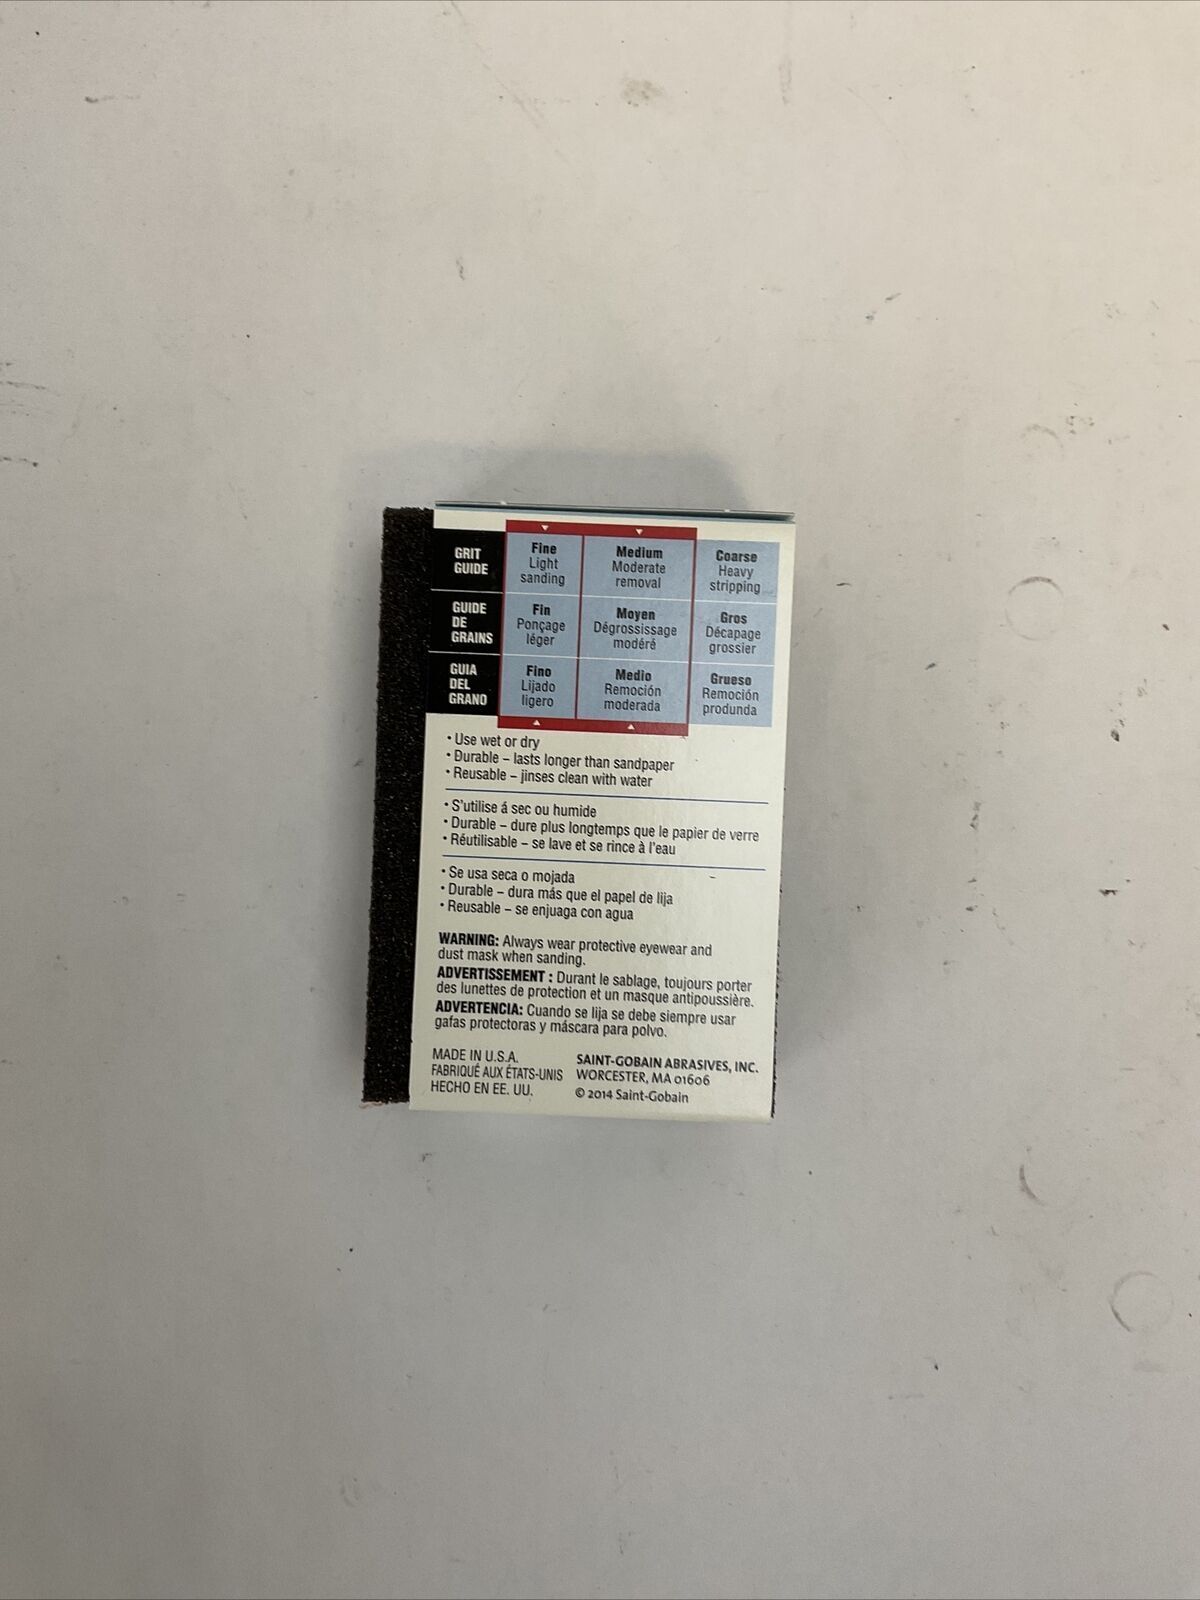 GRIT GUIDE
Fine
Light
sanding
Medium
Moderate
removal
Coarse
Heavy
stripping
GUIDE
DE
GRAINS
Fin
Ponçage
léger
Moyen
Dégrossissage
modéré
Gros
Décapage
grossier
GUIA
DEL
GRANO
Fino
Lijado
ligero
Medio
Remoción
moderada
Grueso
Remoción
produnda
• Use wet or dry
• Durable – lasts longer than sandpaper
• Reusable – jinses clean with water
• S'utilise á sec ou humide
• Durable – dure plus longtemps que le papier de verre
• Réutilisable – se lave et se rince à l'eau
• Se usa seca o mojada
• Durable – dura más que el papel de lija
• Reusable – se enjuaga con agua
WARNING: Always wear protective eyewear and
dust mask when sanding.
ADVERTISSEMENT : Durant le sablage, toujours porter
des lunettes de protection et un masque antipoussière.
ADVERTENCIA: Cuando se lija se debe siempre usar
gafas protectoras y máscara para polvo.
MADE IN U.S.A.
FABRIQUÉ AUX ÉTATS-UNIS
HECHO EN EE. UU.
SAINT-GOBAIN ABRASIVES, INC.
WORCESTER, MA 01606
© 2014 Saint-Gobain